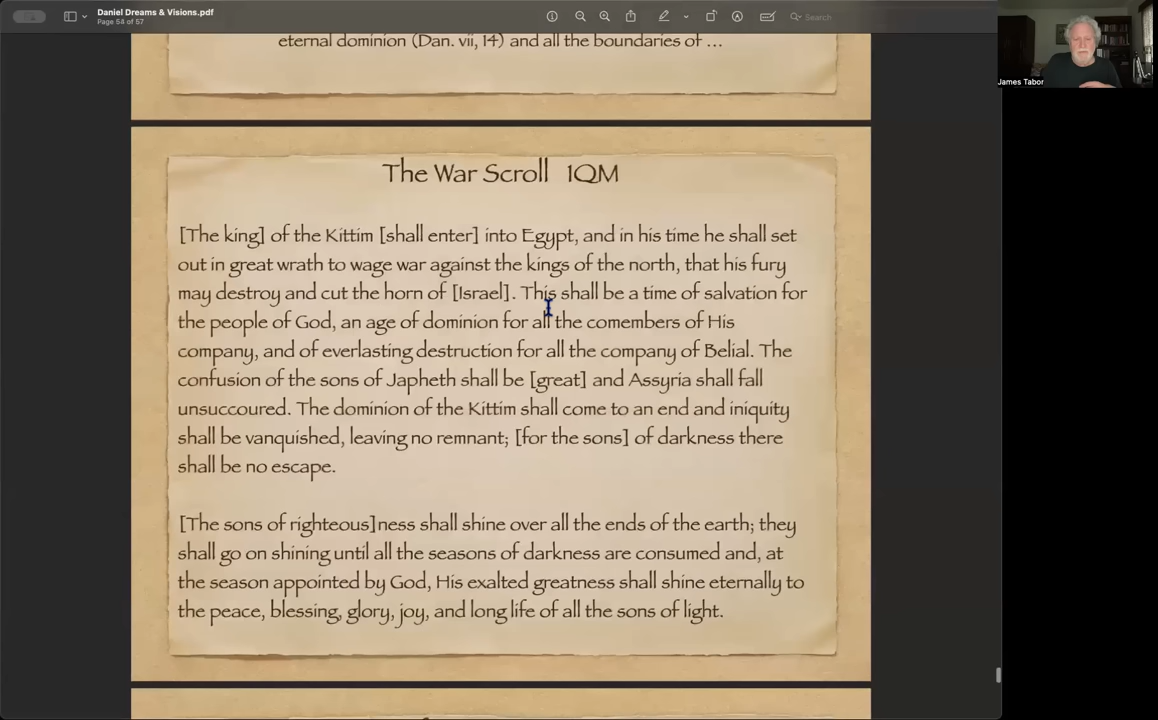 Daniel Dreams & Visions.pdf
Page 54 of 57
Search
James Tabor
eternal dominion (Dan. vii, 14) and all the boundaries of ...
The War Scroll 1QM
[The king] of the Kittim [shall enter] into Egypt, and in his time he shall set
out in great wrath to wage war against the kings of the north, that his fury
may destroy and cut the horn of [Israel]. This shall be a time of salvation for
the people of God, an age of dominion for all the comembers of His
company, and of everlasting destruction for all the company of Belial. The
confusion of the sons of Japheth shall be [great] and Assyria shall fall
unsuccoured. The dominion of the Kittim shall come to an end and iniquity
shall be vanquished, leaving no remnant; [for the sons] of darkness there
shall be no escape.
[The sons of righteous]ness shall shine over all the ends of the earth; they
shall go on shining until all the seasons of darkness are consumed and, at
the season appointed by God, His exalted greatness shall shine eternally to
the peace, blessing, glory, joy, and long life of all the sons of light.